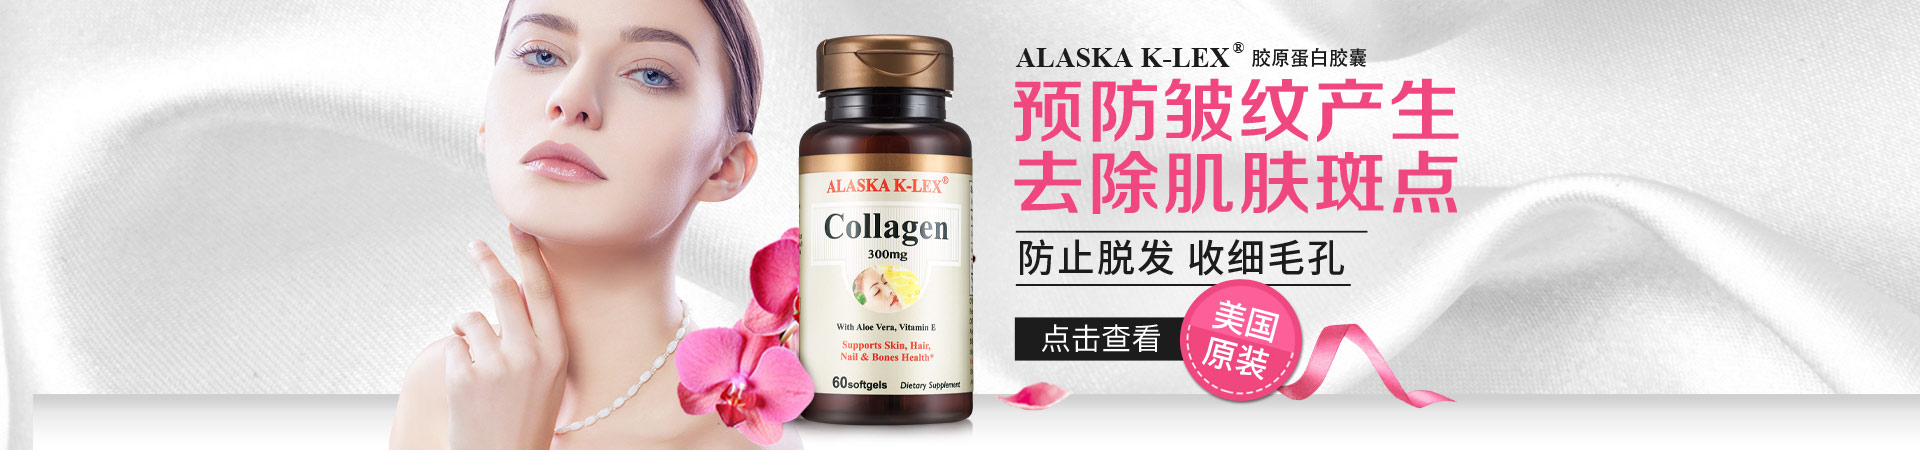 ALASKA K-LEX® 胶原蛋白胶囊
预防皱纹产生
去除肌肤斑点
防止脱发 收细毛孔
点击查看
美国
原装
ALASKA K-LEX®
Collagen
300mg
With Aloe Vera, Vitamin E
Supports Skin, Hair,
Nail & Bones Health*
60softgels Dietary Supplement